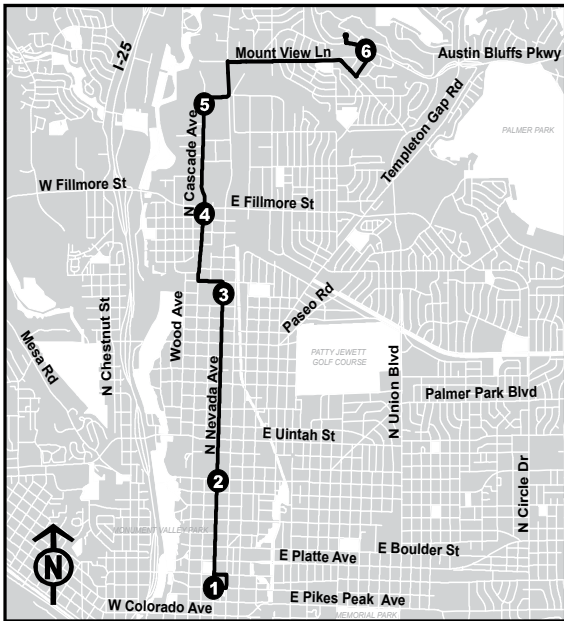 I-25
Mount View Ln
6
Austin Bluffs Pkwy
5
N Cascade Ave
Templeton Gap Rd
PALMER PARK
W Fillmore St
E Fillmore St
4
3
N Chestnut St
Wood Ave
Paseo Rd
Mesa Rd
PATTY JEWETT
GOLF COURSE
N Nevada Ave
N Union Blvd
Palmer Park Blvd
E Uintah St
2
N Circle Dr
MONUMENT VALLEY PARK
E Platte Ave
E Boulder St
N
1
W Colorado Ave
E Pikes Peak Ave
MEMORIAL PARK